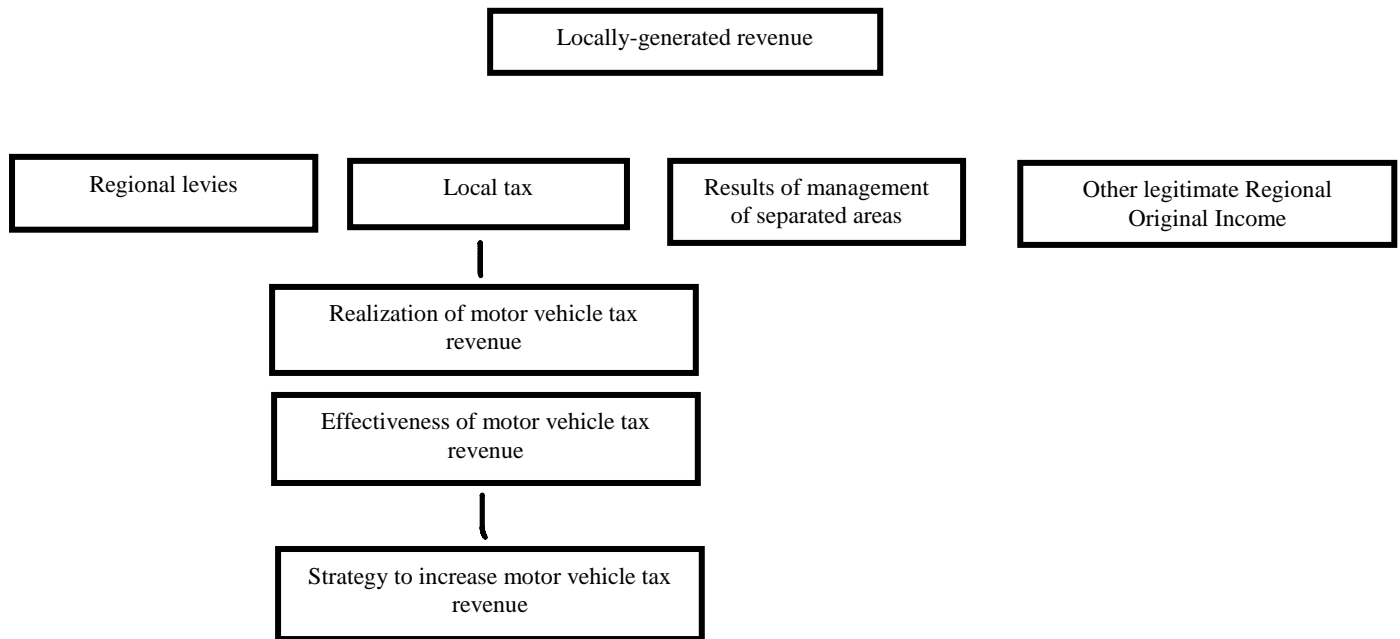 Locally-generated revenue
Regional levies
Local tax
Results of management
of separated areas
Other legitimate Regional
Original Income
Realization of motor vehicle tax
revenue
Effectiveness of motor vehicle tax
revenue
Strategy to increase motor vehicle tax
revenue